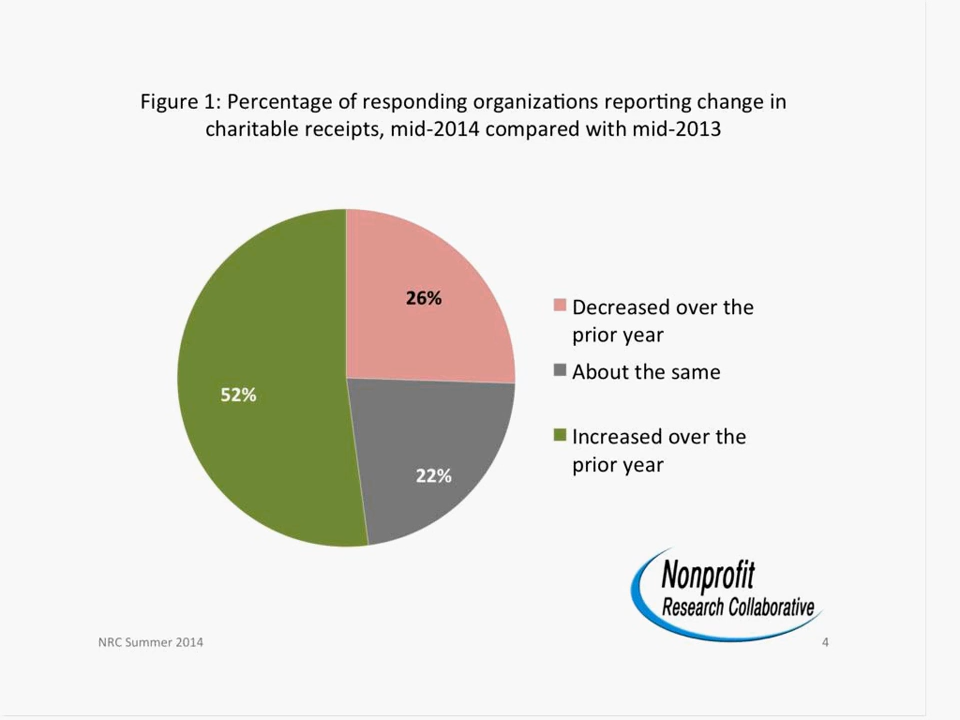 Figure 1: Percentage of responding organizations reporting change in
charitable receipts, mid-2014 compared with mid-2013
26%
52%
22%
Decreased over the
prior year
About the same
Increased over the
prior year
Nonprofit
Research Collaborative
NRC Summer 2014
4